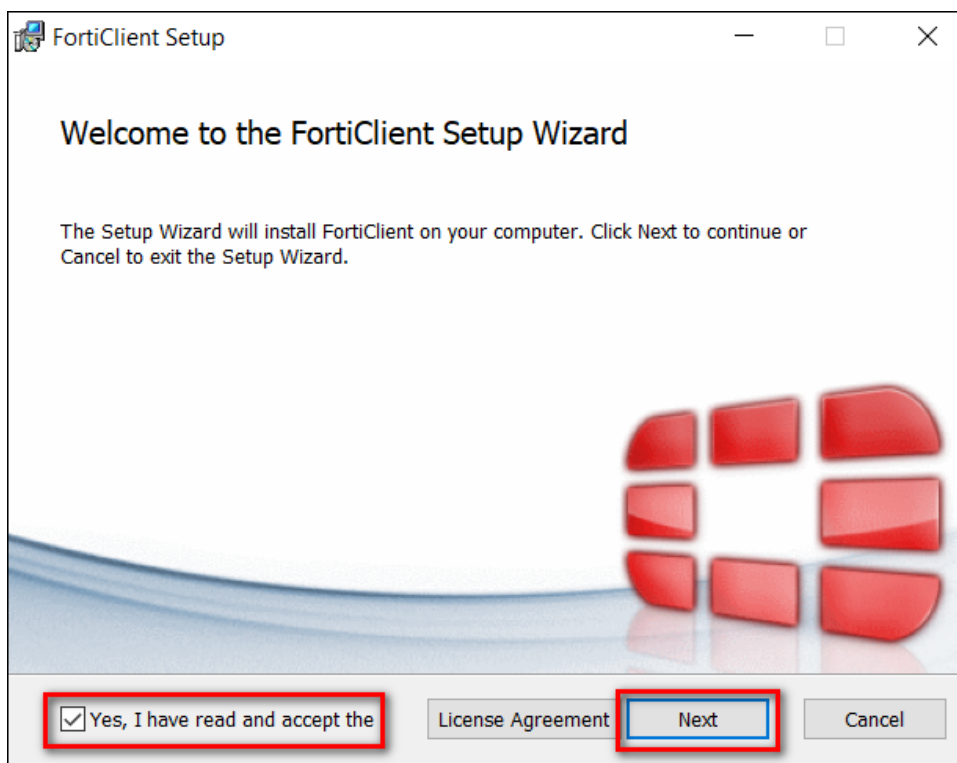 FortiClient Setup
Welcome to the FortiClient Setup Wizard
The Setup Wizard will install FortiClient on your computer. Click Next to continue or
Cancel to exit the Setup Wizard.
Yes, I have read and accept the
License Agreement
Next
Cancel